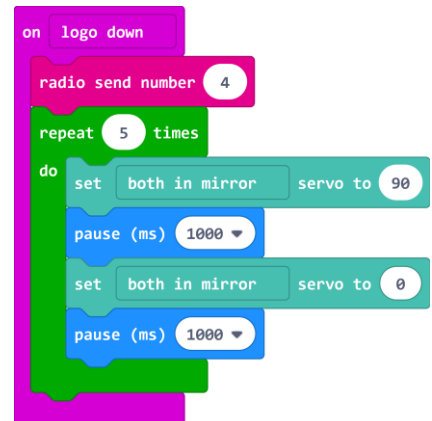 on logo down
radio send number 4
repeat 5 times
do
set both in mirror servo to 90
pause (ms) 1000
set both in mirror servo to 0
pause (ms) 1000